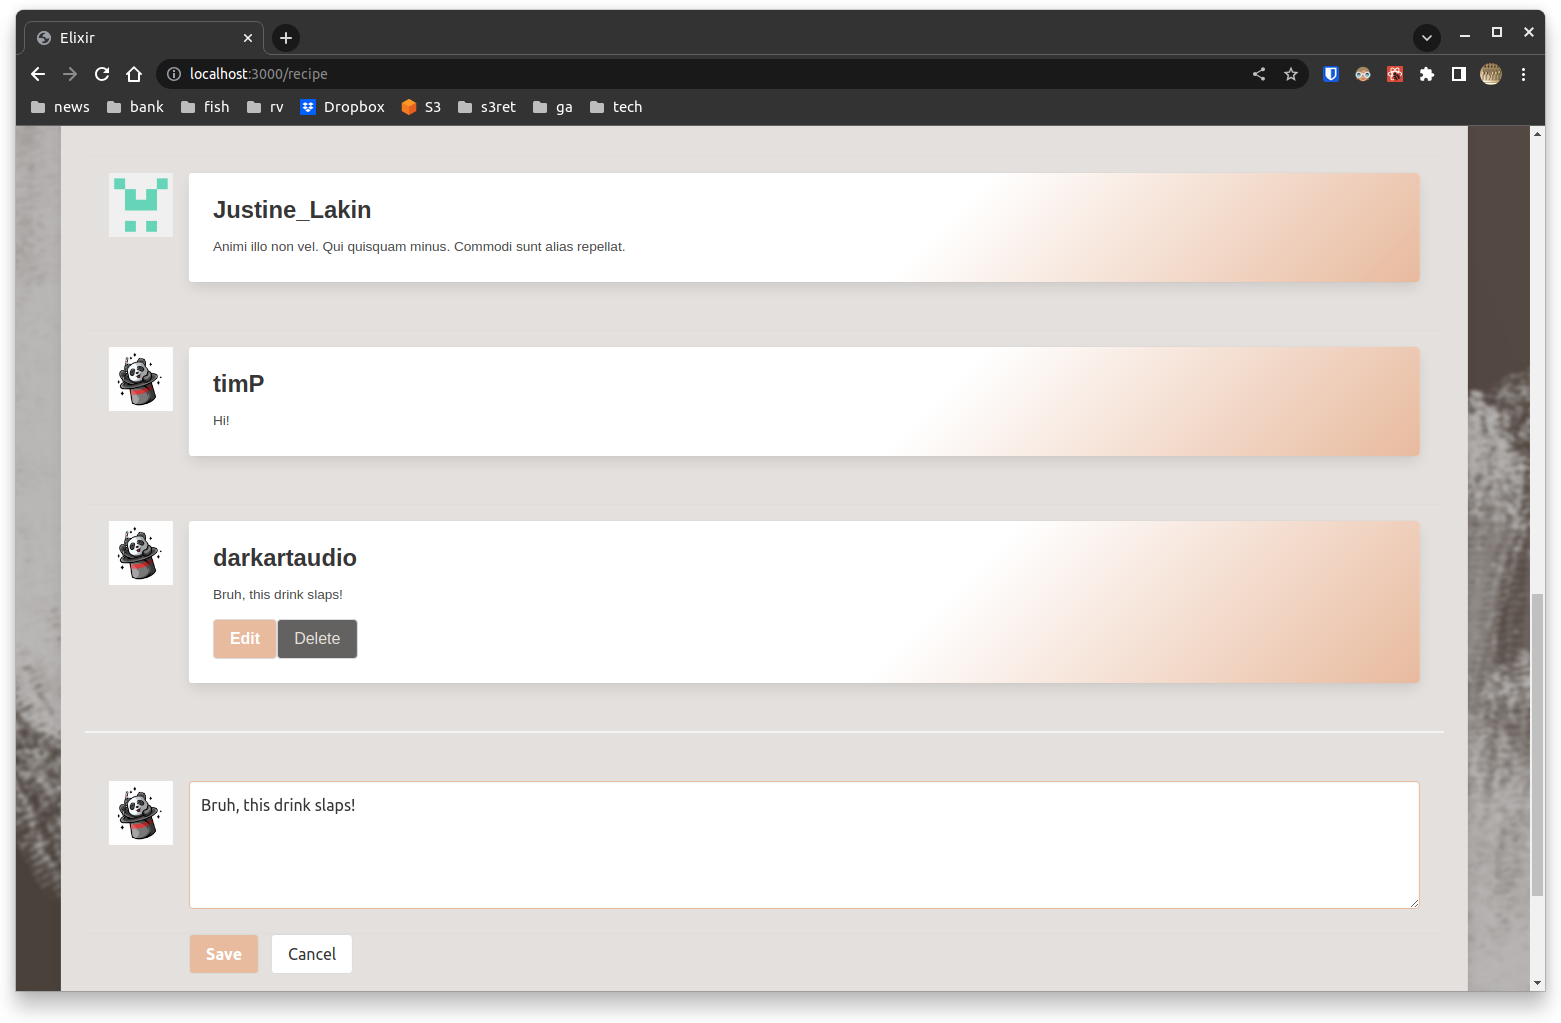 Elixir
localhost:3000/recipe
news bank fish rv Dropbox S3 s3ret ga tech
Justine_Lakin
Animi illo non vel. Qui quisquam minus. Commodi sunt alias repellat.
timP
Hi!
darkartaudio
Bruh, this drink slaps!
Edit Delete
Bruh, this drink slaps!
Save Cancel